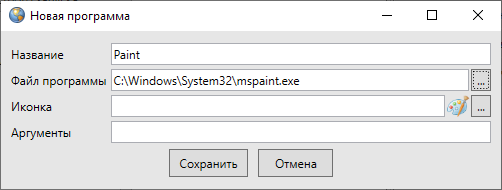 Новая программа
Название Paint
Файл программы C:\Windows\System32\mspaint.exe ...
Иконка ...
Аргументы
Сохранить Отмена